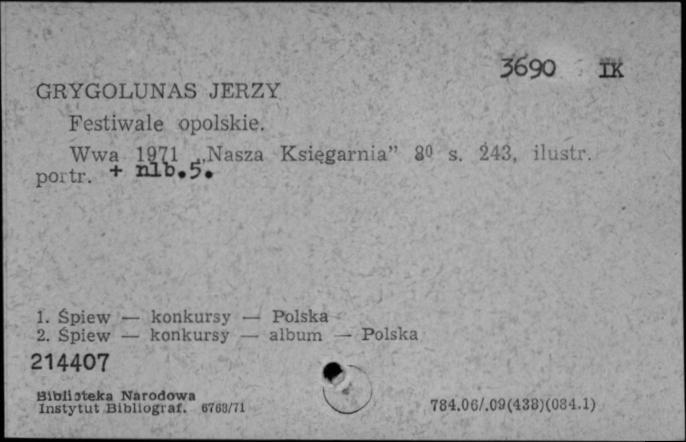 3690 IK
GRYGOLUNAS JERZY
Festiwale opolskie.
Wwa 1971 „Nasza Księgarnia” 8⁰ s. 243, ilustr.
portr. + nlb.5.
1. Śpiew — konkursy — Polska
2. Śpiew — konkursy — album — Polska
214407
Biblioteka Narodowa
Instytut Bibliograf. 6763/71
784.06/.09(438)(084.1)